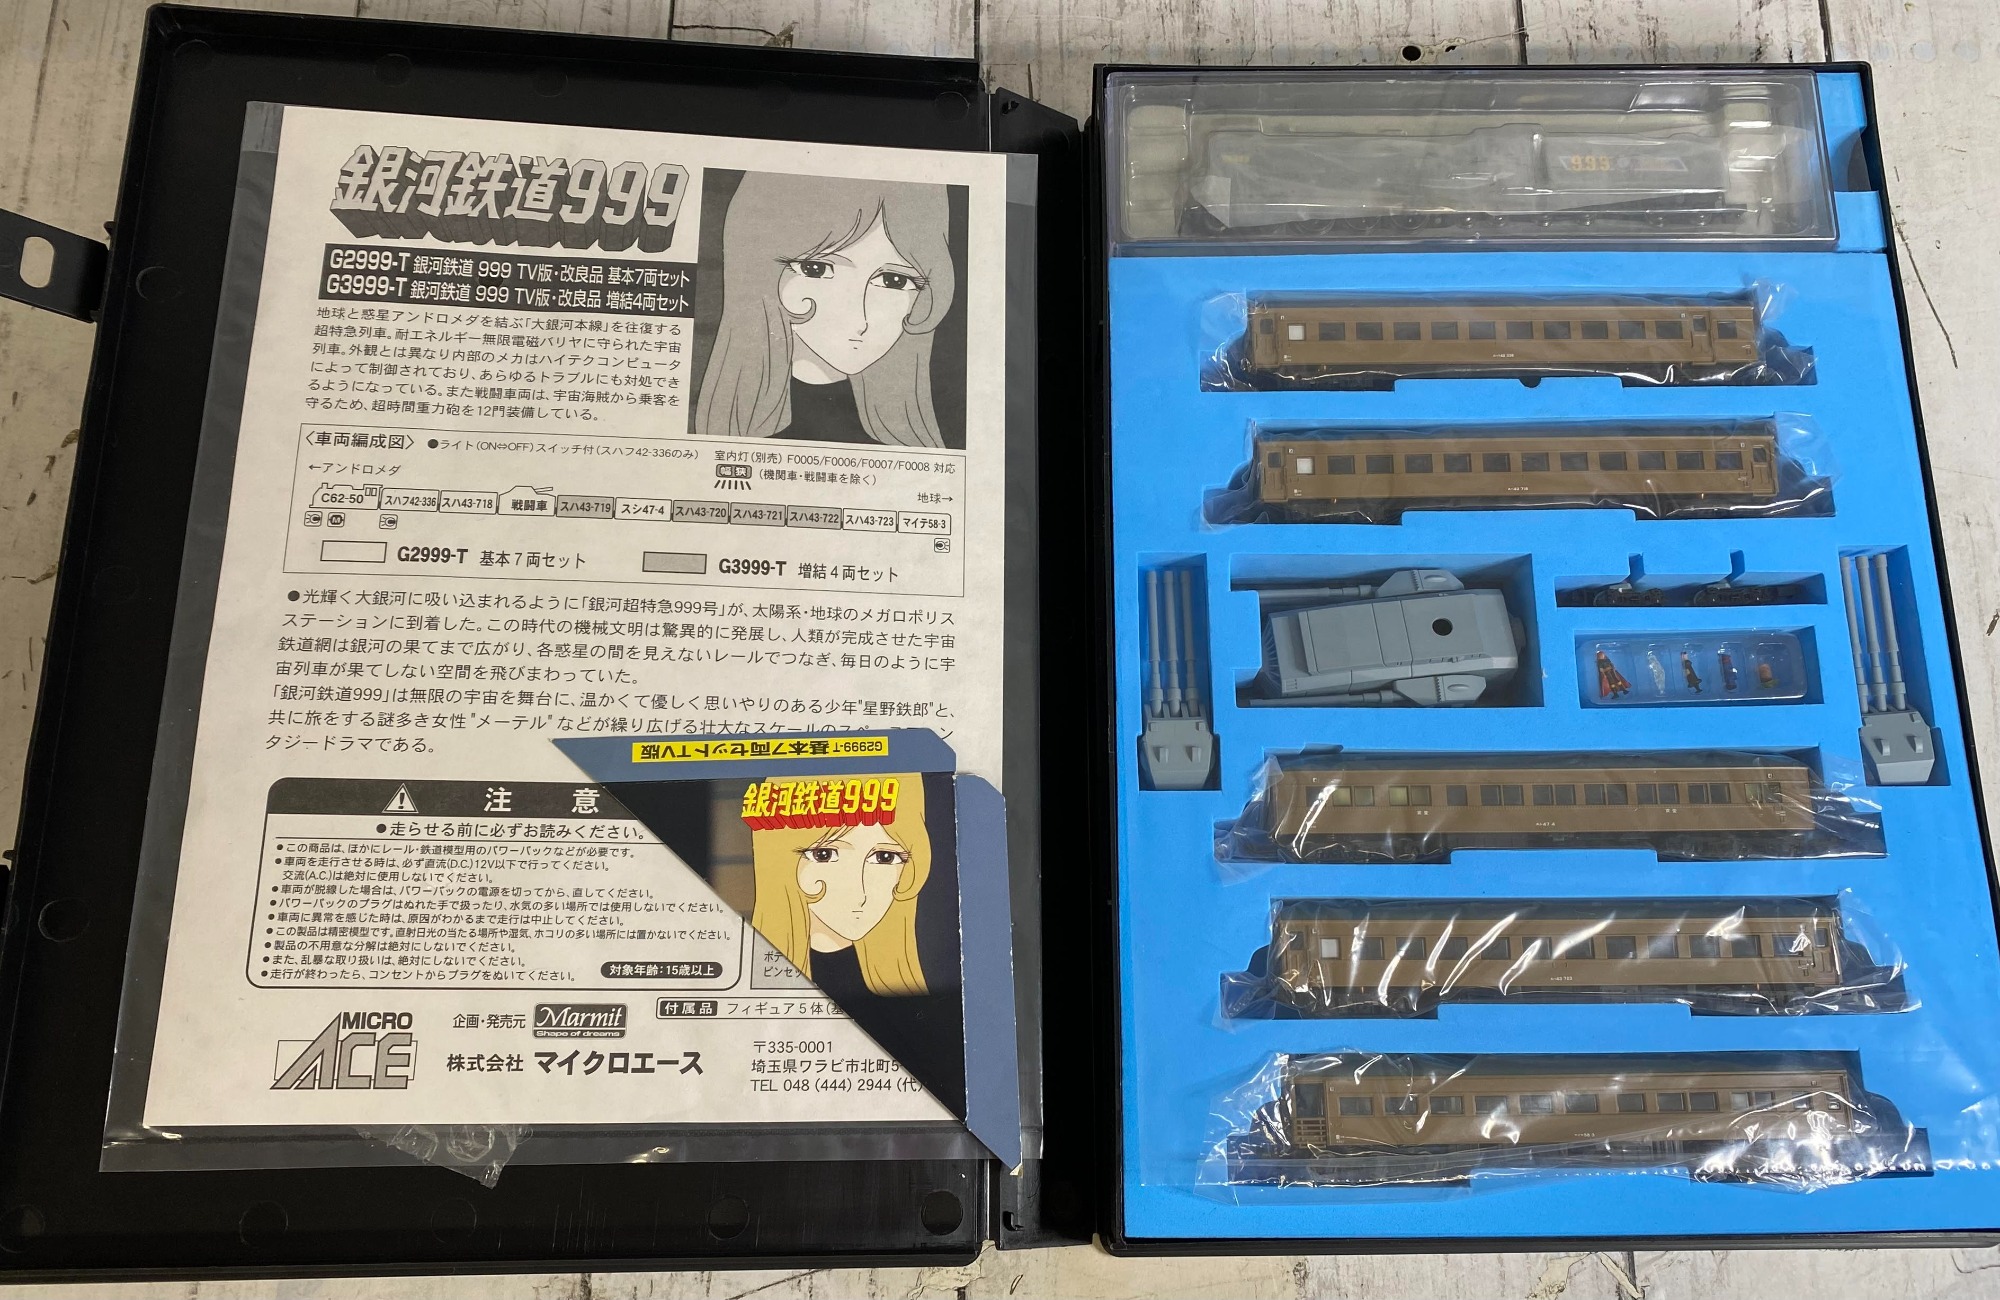 銀河鉄道999
G2999-T 銀河鉄道 999 TV版・改良品 基本7両セット
G3999-T 銀河鉄道 999 TV版・改良品 増結4両セット
地球と惑星アンドロメダを結ぶ「大銀河本線」を往復する
超特急列車。耐エネルギー無限電磁バリヤに守られた宇宙
列車。外観とは異なり内部のメカはハイテクコンピュータ
によって制御されており、あらゆるトラブルにも対処でき
るようになっている。また戦闘車両は、宇宙海賊から乗客を
守るため、超時間重力砲を12門装備している。
〈車両編成図〉 ●ライト(ON⇔OFF)スイッチ付(スハフ42-336のみ) 室内灯(別売) F0005/F0006/F0007/F0008 対応
幅狭 (機関車・戦闘車を除く)
←アンドロメダ 地球→
C62-50 スハフ42-336 スハ43-718 戦闘車 スハ43-719 スシ47-4 スハ43-720 スハ43-721 スハ43-722 スハ43-723 マイテ58-3
M
G2999-T 基本7両セット G3999-T 増結4両セット
●光輝く大銀河に吸い込まれるように「銀河超特急999号」が、太陽系・地球のメガロポリス
ステーションに到着した。この時代の機械文明は驚異的に発展し、人類が完成させた宇宙
鉄道網は銀河の果てまで広がり、各惑星の間を見えないレールでつなぎ、毎日のように宇
宙列車が果てしない空間を飛びまわっていた。
「銀河鉄道999」は無限の宇宙を舞台に、温かくて優しく思いやりのある少年"星野鉄郎"と、
共に旅をする謎多き女性"メーテル"などが繰り広げる壮大なスケールのスペ
タジードラマである。
G2999-T 基本7両セットTV版
銀河鉄道999
注 意
●走らせる前に必ずお読みください。
●この商品は、ほかにレール・鉄道模型用のパワーパックなどが必要です。
●車両を走行させる時は、必ず直流(D.C.)12V以下で行ってください。
交流(A.C.)は絶対に使用しないでください。
●車両が脱線した場合は、パワーパックの電源を切ってから、直してください。
●パワーパックのプラグはぬれた手で扱ったり、水気の多い場所では使用しないでください。
●車両に異常を感じた時は、原因がわかるまで走行は中止してください。
●この製品は精密模型です。直射日光の当たる場所や湿気、ホコリの多い場所には置かないでください。
●製品の不用意な分解は絶対にしないでください。
●また、乱暴な取り扱いは、絶対にしないでください。
●走行が終わったら、コンセントからプラグをぬいてください。
対象年齢:15歳以上
ボデ
ピンセッ
付属品 フィギュア5体(基
MICRO
ACE
企画・発売元 Marmit
Shape of dreams
株式会社 マイクロエース
〒335-0001
埼玉県ワラビ市北町5
TEL 048 (444) 2944 (代)
999